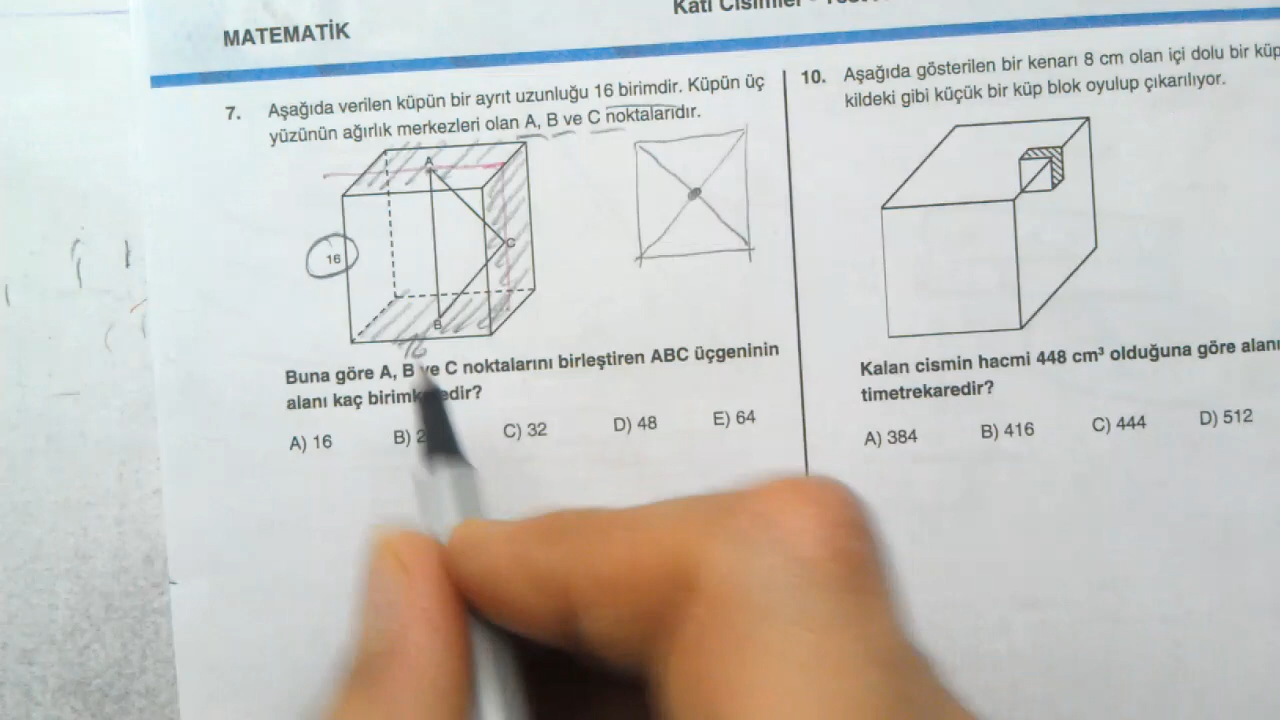 MATEMATİK
Katı Cisimler -
7. Aşağıda verilen küpün bir ayrıt uzunluğu 16 birimdir. Küpün üç
yüzünün ağırlık merkezleri olan A, B ve C noktalarıdır.
A
C
16
B
16
Buna göre A, B ve C noktalarını birleştiren ABC üçgeninin
alanı kaç
A) 16
B)
C) 32
D) 48
E) 64
10. Aşağıda gösterilen bir kenarı 8 cm olan içi dolu bir küp
kildeki gibi küçük bir küp blok oyulup çıkarılıyor.
Kalan cismin hacmi 448 cm³ olduğuna göre
timetrekaredir?
A) 384
B) 416
C) 444
D) 512